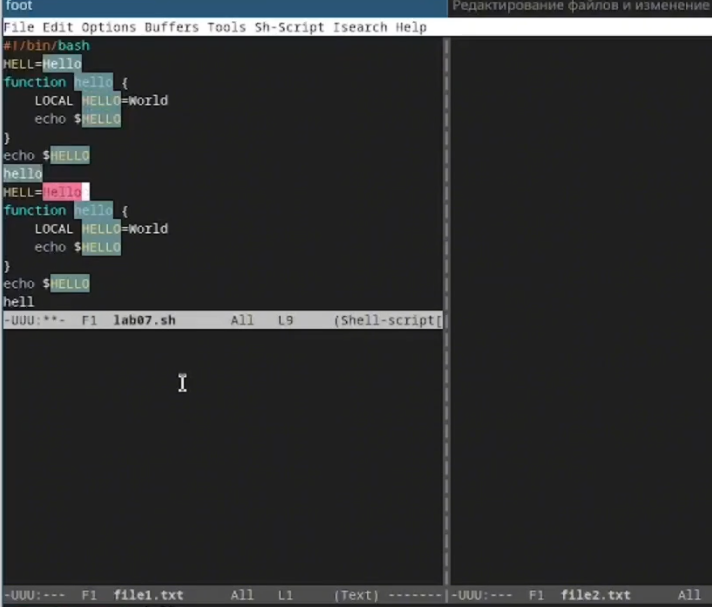 foot
Редактирование файлов и изменение
File Edit Options Buffers Tools Sh-Script Isearch Help
#!/bin/bash
HELL=Hello
function hello {
    LOCAL HELLO=World
    echo $HELLO
}
echo $HELLO
hello
HELL=Hello
function hello {
    LOCAL HELLO=World
    echo $HELLO
}
echo $HELLO
hell
-UUU:**-  F1  lab07.sh       All   L9     (Shell-script[
-UUU:---  F1  file1.txt      All   L1     (Text) -------
-UUU:---  F1  file2.txt      All